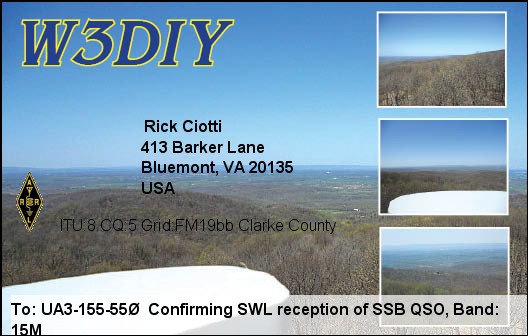 W3DIY
Rick Ciotti
413 Barker Lane
Bluemont, VA 20135
USA
ARRL
ITU:8 CQ:5 Grid:FM19bb Clarke County
To: UA3-155-55Ø Confirming SWL reception of SSB QSO, Band:
15M